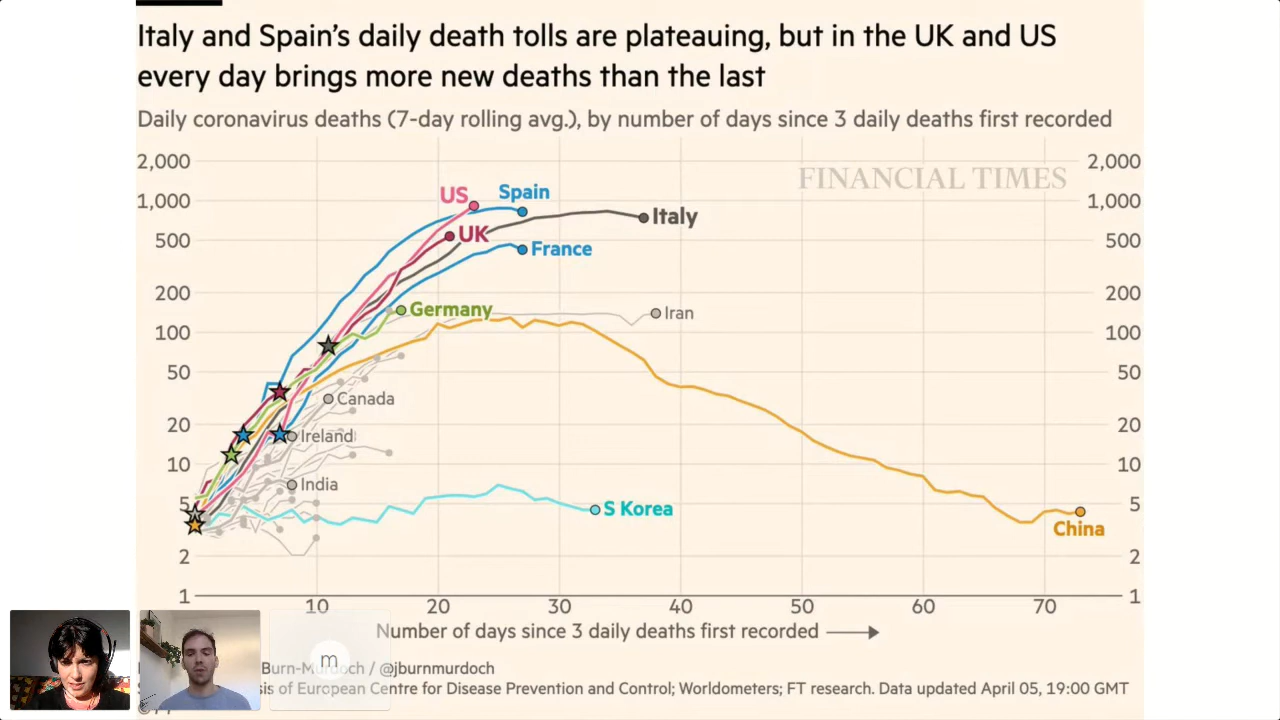 Italy and Spain's daily death tolls are plateauing, but in the UK and US
every day brings more new deaths than the last
Daily coronavirus deaths (7-day rolling avg.), by number of days since 3 daily deaths first recorded
FINANCIAL TIMES
2,000 2,000
1,000 1,000
500 500
200 200
100 100
50 50
20 20
10 10
5 5
2 2
1 1
US
Spain
Italy
UK
France
Germany
Iran
Canada
Ireland
India
S Korea
China
10 20 30 40 50 60 70
Number of days since 3 daily deaths first recorded
m
Burn-Murdoch / @jburnmurdoch
of European Centre for Disease Prevention and Control; Worldometers; FT research. Data updated April 05, 19:00 GMT